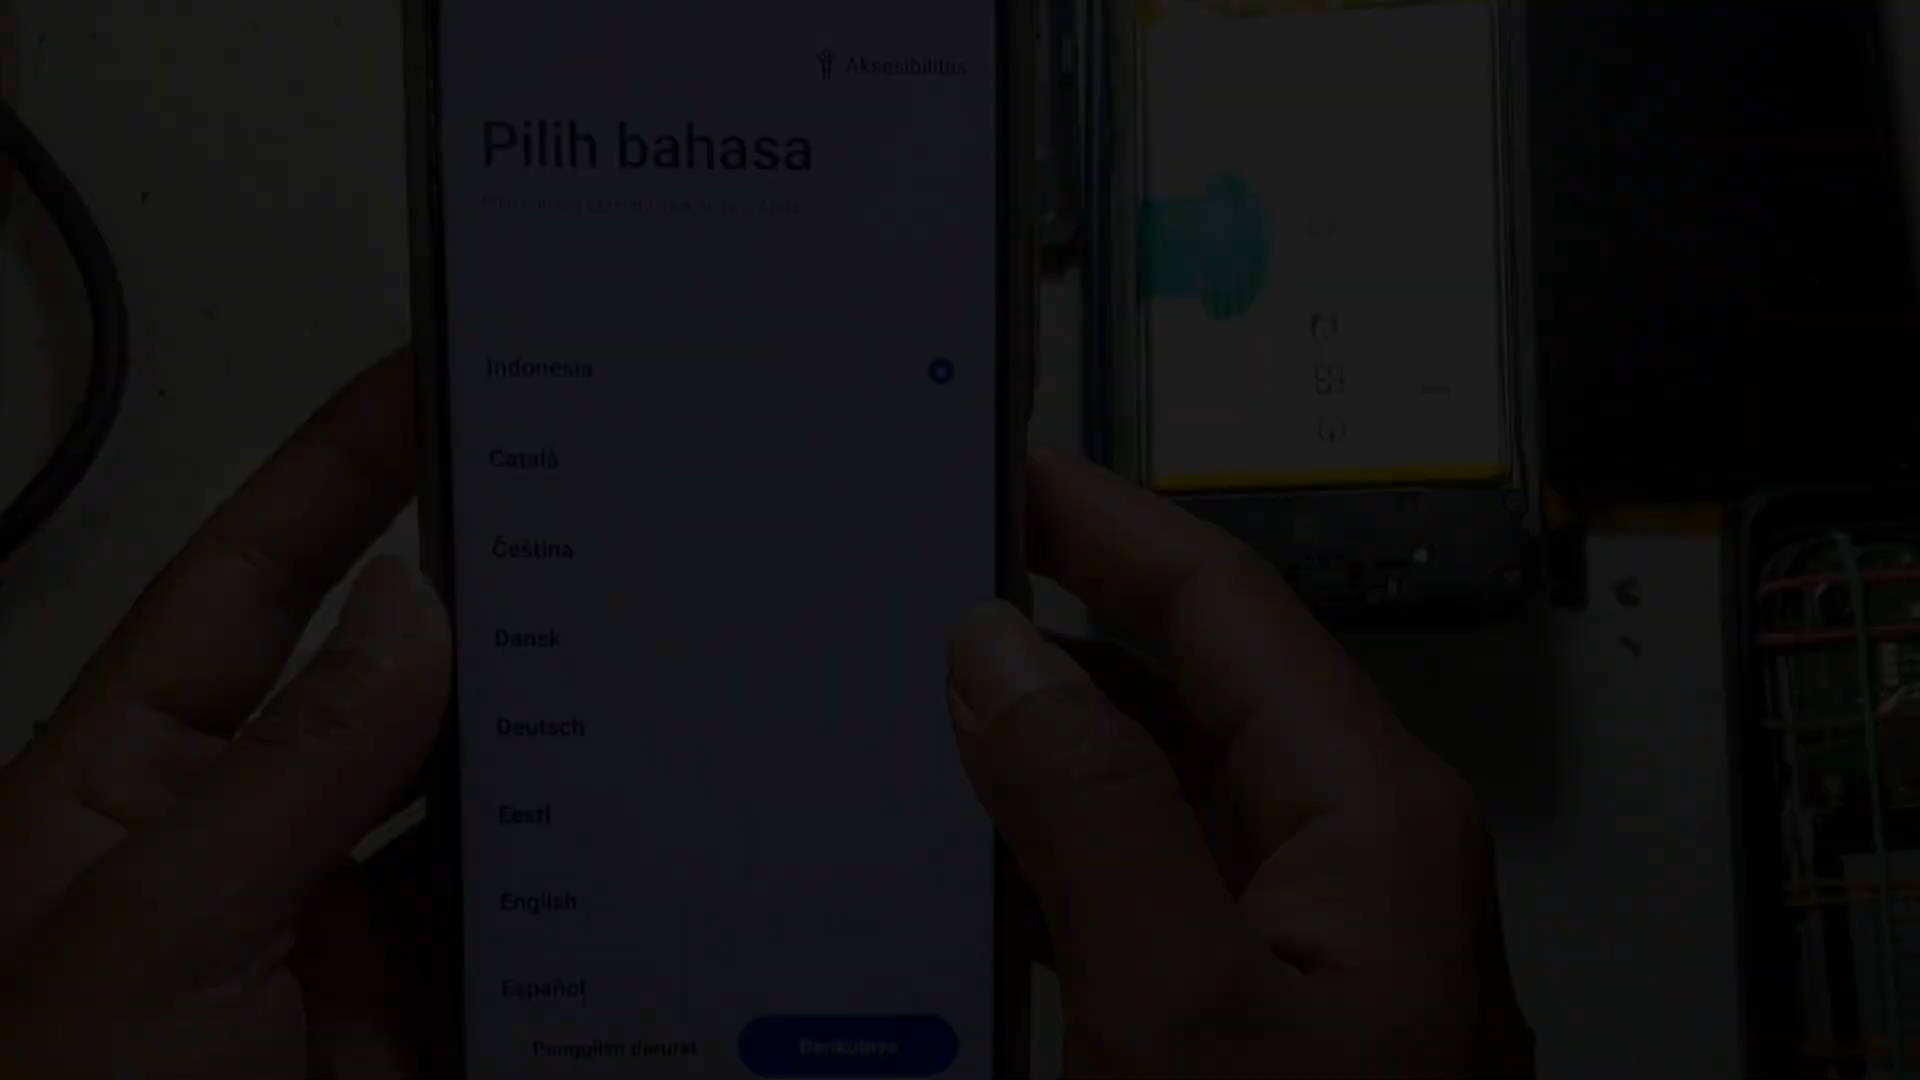 Aksesibilitas
Pilih bahasa
Indonesia
Català
Čeština
Dansk
Deutsch
Eesti
English
Español
Panggilan darurat
Berikutnya